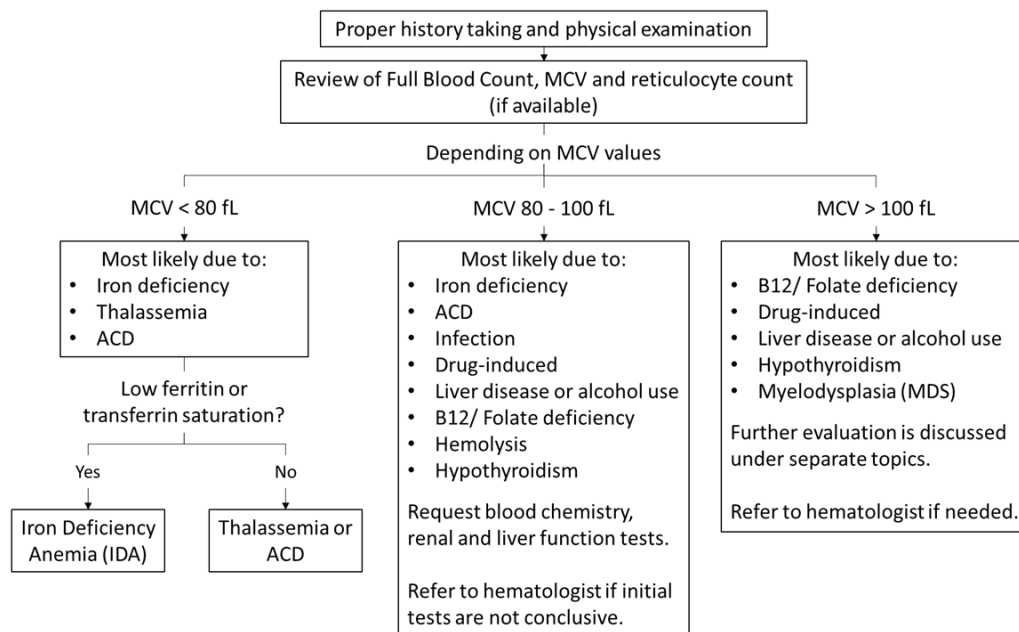 Proper history taking and physical examination
Review of Full Blood Count, MCV and reticulocyte count
(if available)
Depending on MCV values
MCV < 80 fL
Most likely due to:
• Iron deficiency
• Thalassemia
• ACD
Low ferritin or
transferrin saturation?
Yes
No
Iron Deficiency
Anemia (IDA)
Thalassemia or
ACD
MCV 80 - 100 fL
Most likely due to:
• Iron deficiency
• ACD
• Infection
• Drug-induced
• Liver disease or alcohol use
• B12/ Folate deficiency
• Hemolysis
• Hypothyroidism
Request blood chemistry,
renal and liver function tests.
Refer to hematologist if initial
tests are not conclusive.
MCV > 100 fL
Most likely due to:
• B12/ Folate deficiency
• Drug-induced
• Liver disease or alcohol use
• Hypothyroidism
• Myelodysplasia (MDS)
Further evaluation is discussed
under separate topics.
Refer to hematologist if needed.